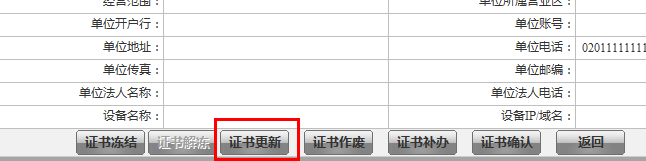 经营范围： 单位所属营业区：
单位开户行： 单位账号：
单位地址： 单位电话： 02011111111
单位传真： 单位邮编：
单位法人名称： 单位法人电话：
设备名称： 设备IP/域名：
证书冻结 证书解冻 证书更新 证书作废 证书补办 证书确认 返回